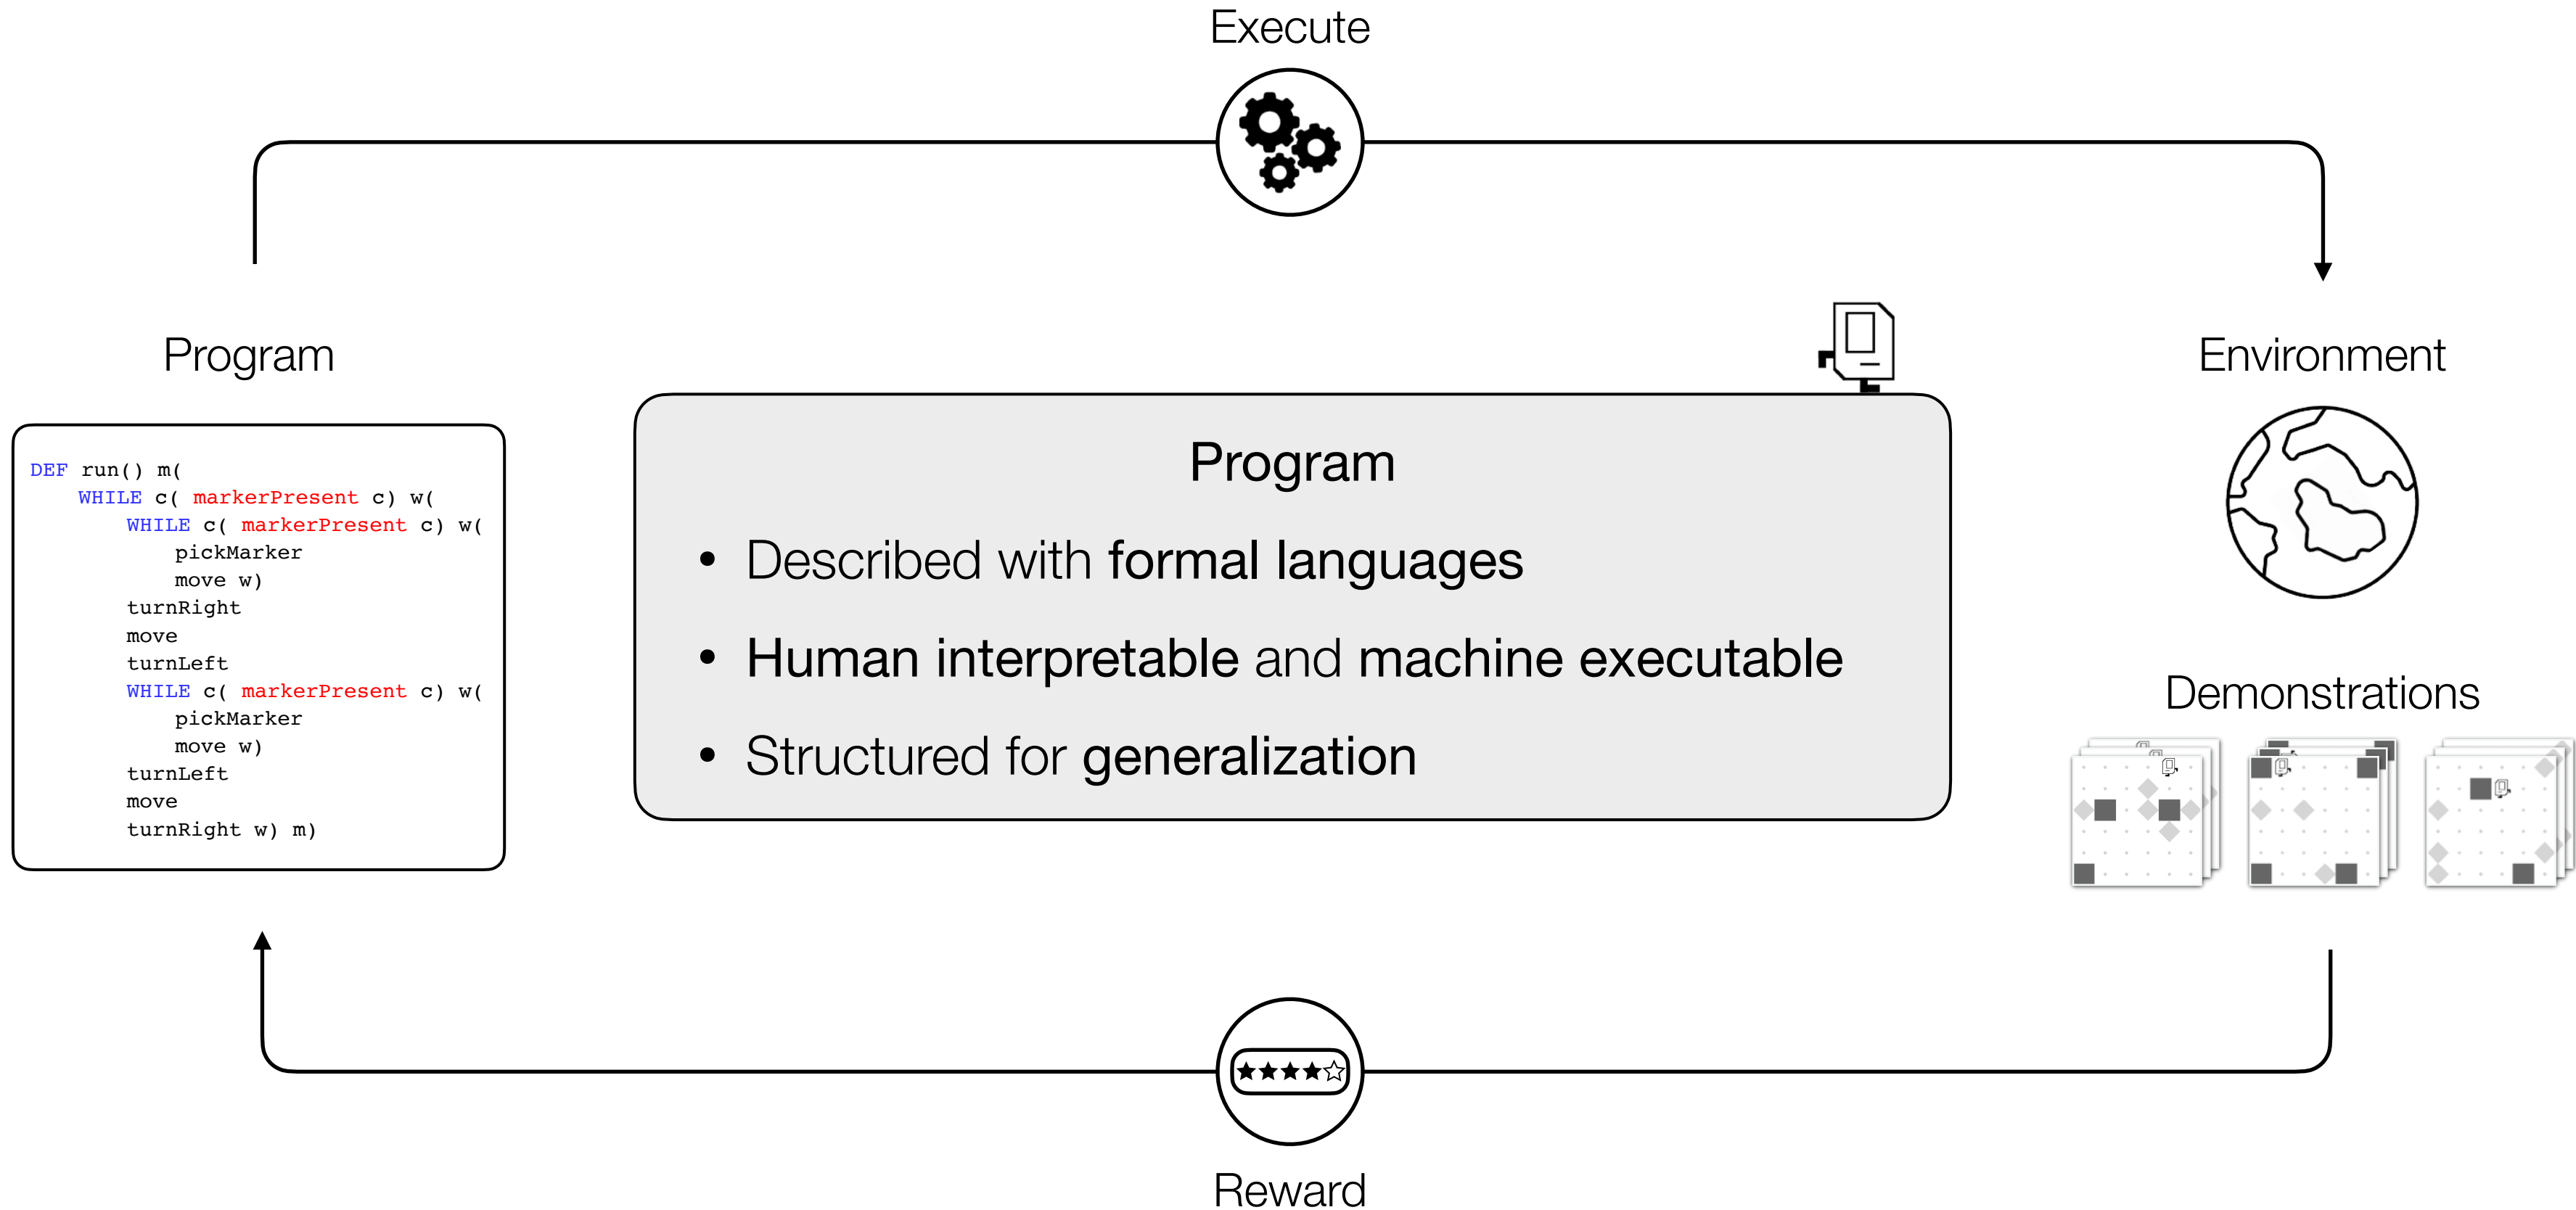 Execute
Program
DEF run() m(
WHILE c( markerPresent c) w(
WHILE c( markerPresent c) w(
pickMarker
move w)
turnRight
move
turnLeft
WHILE c( markerPresent c) w(
pickMarker
move w)
turnLeft
move
turnRight w) m)
Program
• Described with formal languages
• Human interpretable and machine executable
• Structured for generalization
Environment
Demonstrations
Reward